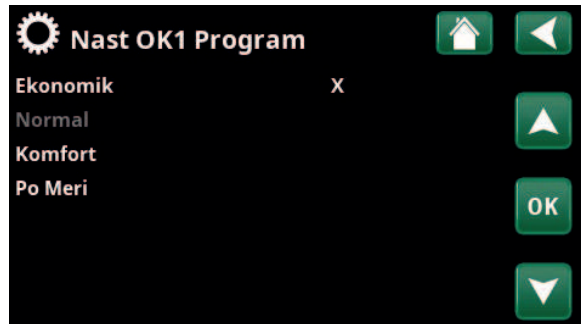 Nast OK1 Program
Ekonomik X
Normal
Komfort
Po Meri
OK